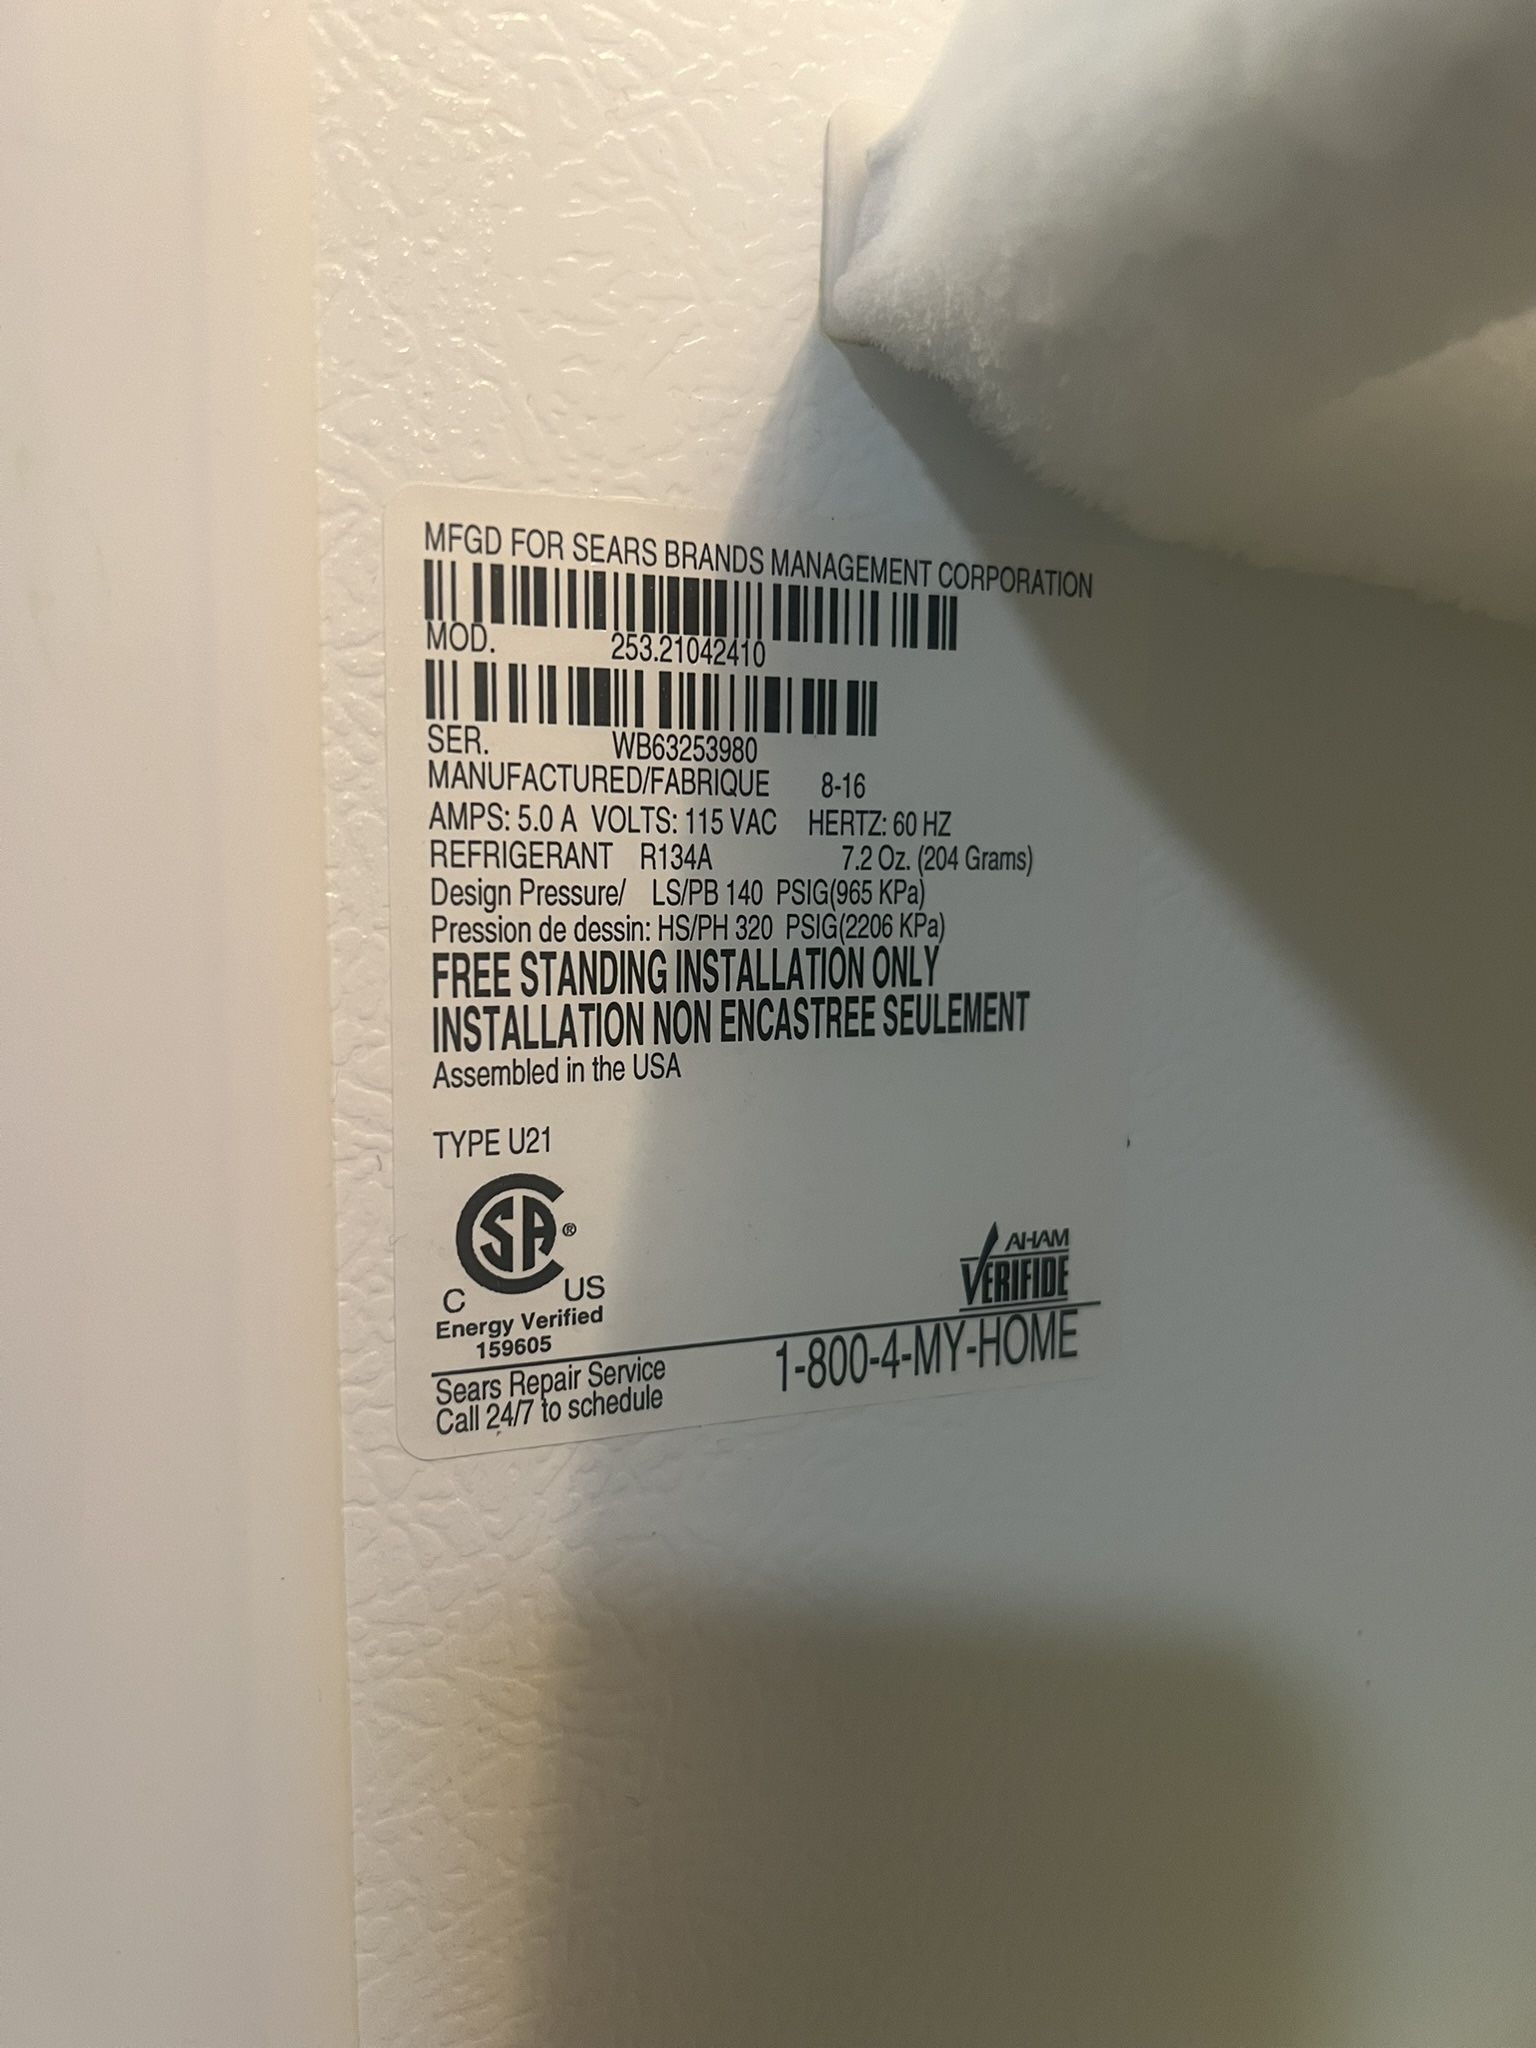 MFGD FOR SEARS BRANDS MANAGEMENT CORPORATION
MOD. 253.21042410
SER. WB63253980
MANUFACTURED/FABRIQUE 8-16
AMPS: 5.0 A VOLTS: 115 VAC HERTZ: 60 HZ
REFRIGERANT R134A 7.2 Oz. (204 Grams)
Design Pressure/ LS/PB 140 PSIG(965 KPa)
Pression de dessin: HS/PH 320 PSIG(2206 KPa)
FREE STANDING INSTALLATION ONLY
INSTALLATION NON ENCASTREE SEULEMENT
Assembled in the USA
TYPE U21
SA ®
C US
Energy Verified
159605
AHAM
VERIFIDE
Sears Repair Service
Call 24/7 to schedule
1-800-4-MY-HOME